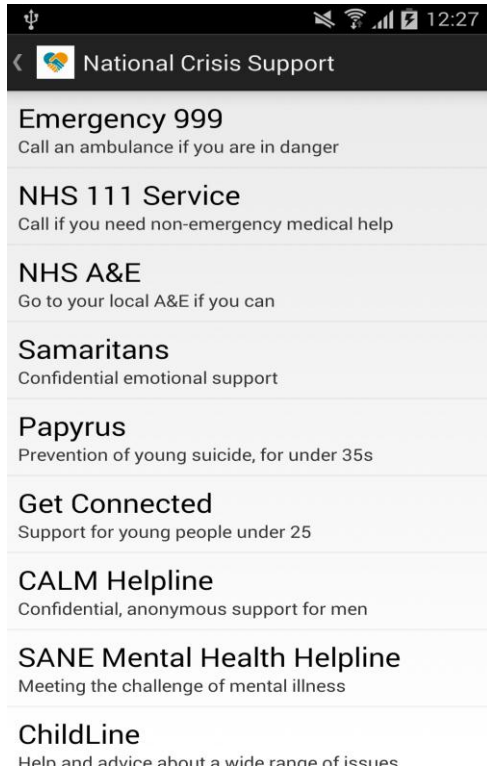 12:27
National Crisis Support
Emergency 999
Call an ambulance if you are in danger
NHS 111 Service
Call if you need non-emergency medical help
NHS A&E
Go to your local A&E if you can
Samaritans
Confidential emotional support
Papyrus
Prevention of young suicide, for under 35s
Get Connected
Support for young people under 25
CALM Helpline
Confidential, anonymous support for men
SANE Mental Health Helpline
Meeting the challenge of mental illness
ChildLine
Help and advice about a wide range of issues